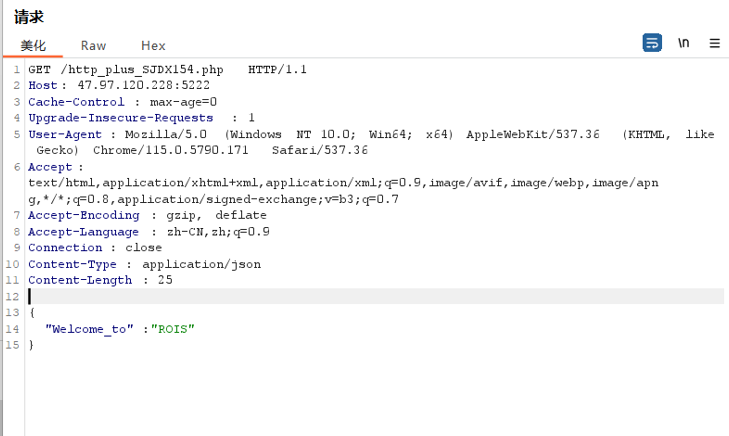 请求
美化 Raw Hex \n
1 GET /http_plus_SJDX154.php HTTP/1.1
2 Host: 47.97.120.228:5222
3 Cache-Control : max-age=0
4 Upgrade-Insecure-Requests : 1
5 User-Agent : Mozilla/5.0 (Windows NT 10.0; Win64; x64) AppleWebKit/537.36 (KHTML, like
Gecko) Chrome/115.0.5790.171 Safari/537.36
6 Accept :
text/html,application/xhtml+xml,application/xml;q=0.9,image/avif,image/webp,image/apn
g,*/*;q=0.8,application/signed-exchange;v=b3;q=0.7
7 Accept-Encoding : gzip, deflate
8 Accept-Language : zh-CN,zh;q=0.9
9 Connection : close
10 Content-Type : application/json
11 Content-Length : 25
12
13 {
14 "Welcome_to" :"ROIS"
15 }